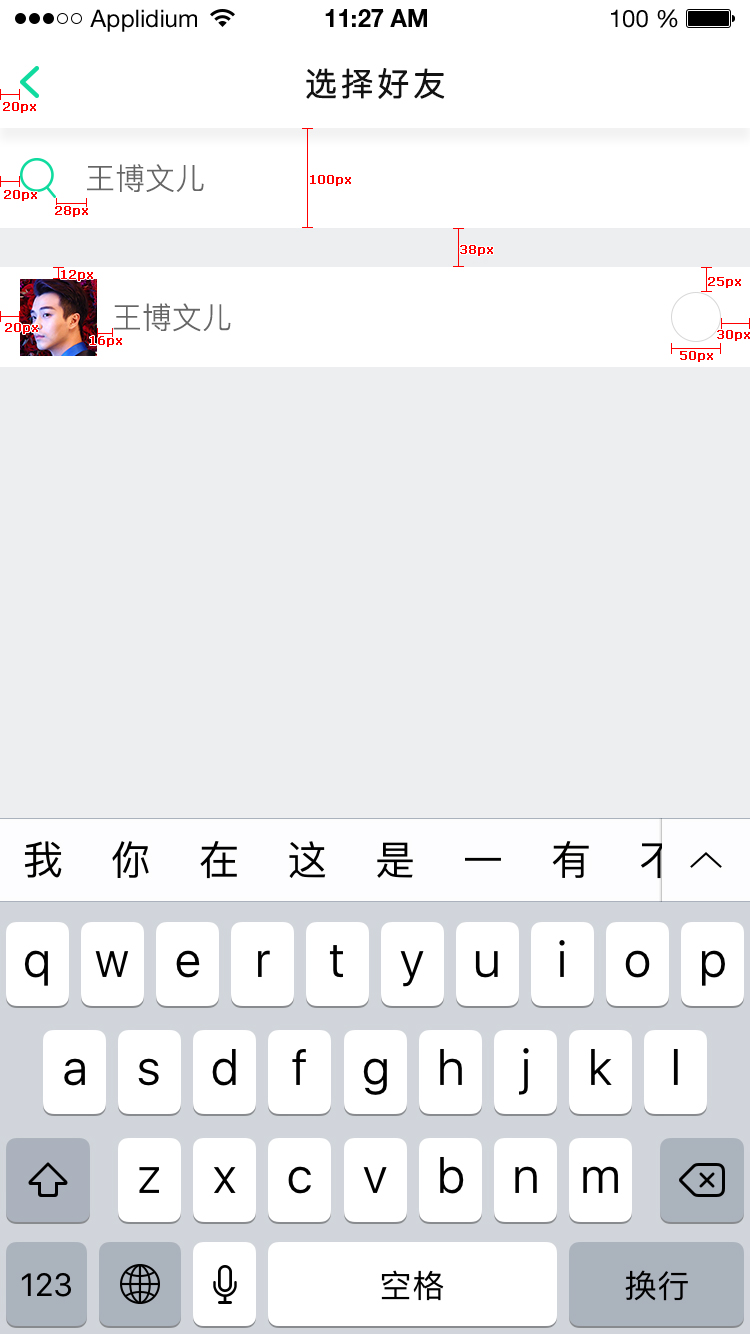 Applidium 11:27 AM 100 %
选择好友
20px
王博文儿
100px
20px
28px
38px
12px
25px
王博文儿
20px
16px
30px
50px
我 你 在 这 是 一 有 不
q w e r t y u i o p
a s d f g h j k l
z x c v b n m
123 空格 换行